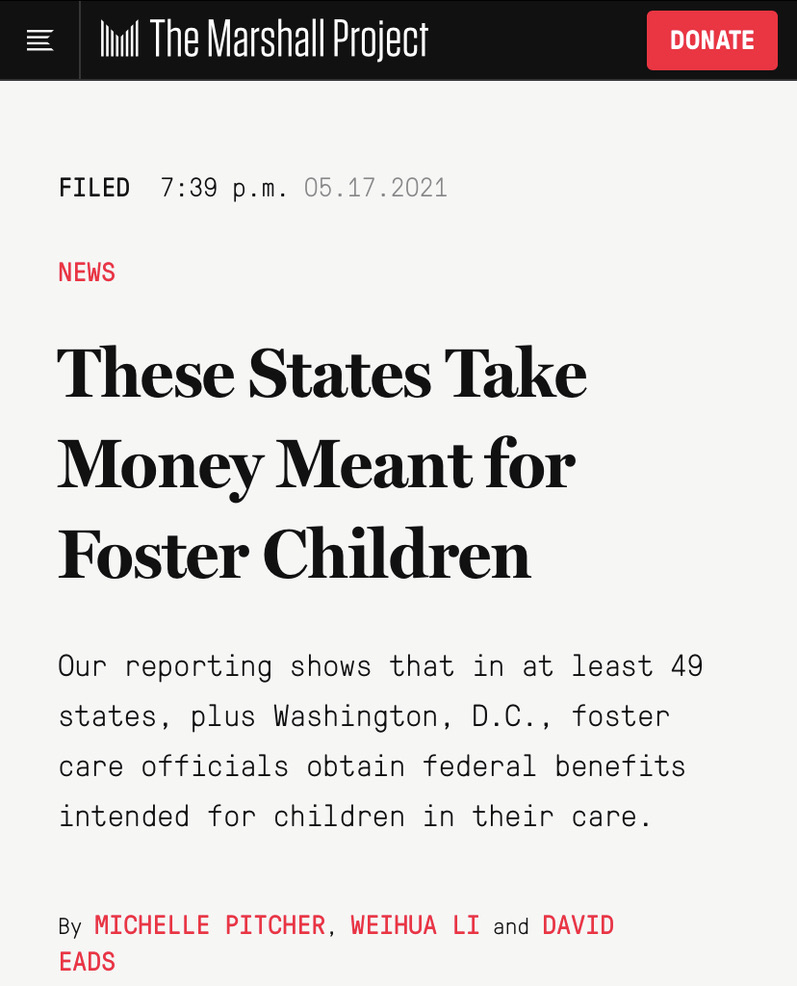 The Marshall Project
DONATE
FILED 7:39 p.m. 05.17.2021
NEWS
These States Take
Money Meant for
Foster Children
Our reporting shows that in at least 49
states, plus Washington, D.C., foster
care officials obtain federal benefits
intended for children in their care.
By MICHELLE PITCHER, WEIHUA LI and DAVID
EADS